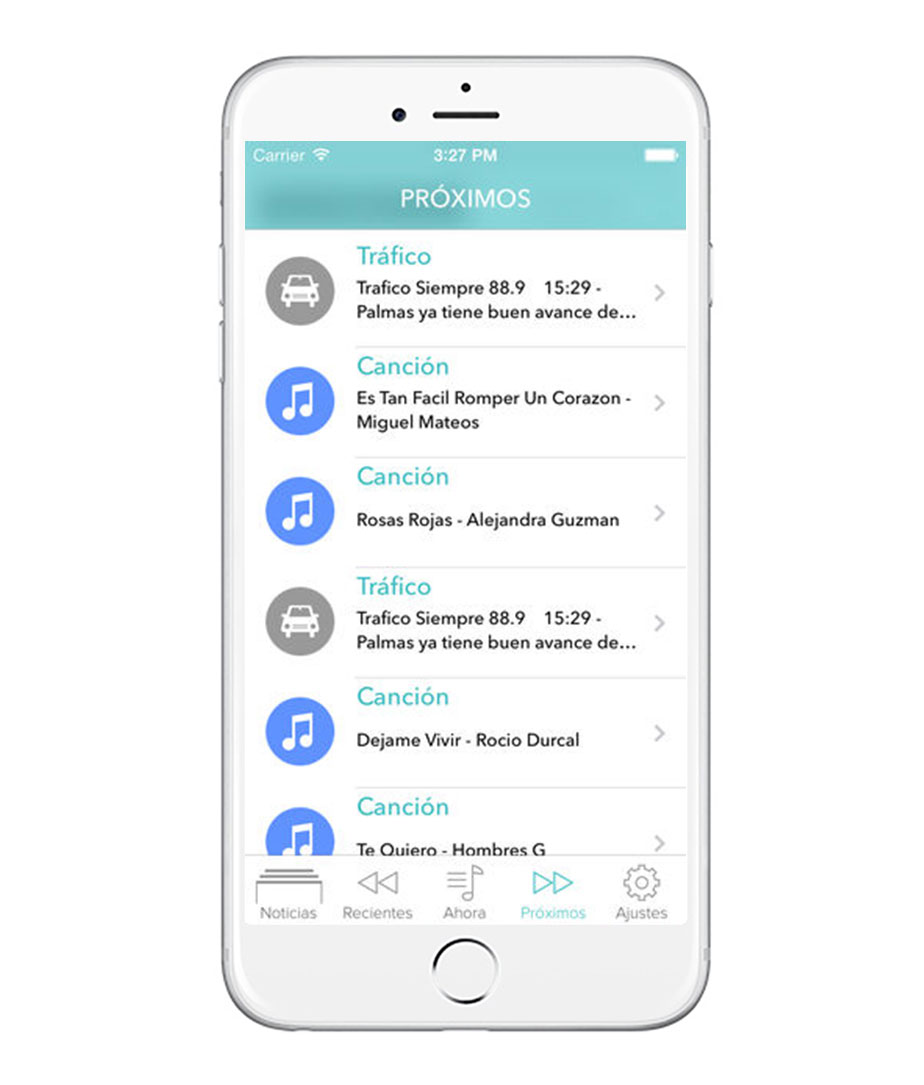 Carrier
3:27 PM
PRÓXIMOS
Tráfico
Trafico Siempre 88.9 15:29 -
Palmas ya tiene buen avance de...
Canción
Es Tan Facil Romper Un Corazon -
Miguel Mateos
Canción
Rosas Rojas - Alejandra Guzman
Tráfico
Trafico Siempre 88.9 15:29 -
Palmas ya tiene buen avance de...
Canción
Dejame Vivir - Rocio Durcal
Canción
Te Quiero - Hombres G
Noticias
Recientes
Ahora
Próximos
Ajustes